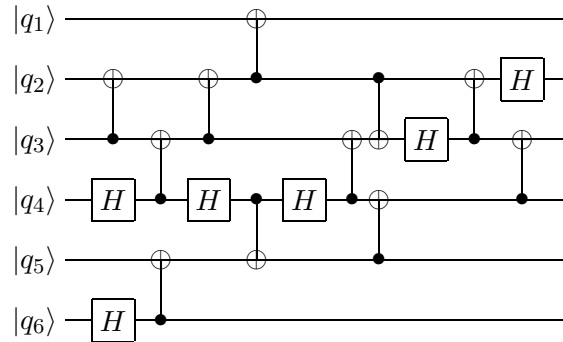 |q₁⟩
|q₂⟩ H
|q₃⟩ H
|q₄⟩ H H H
|q₅⟩
|q₆⟩ H